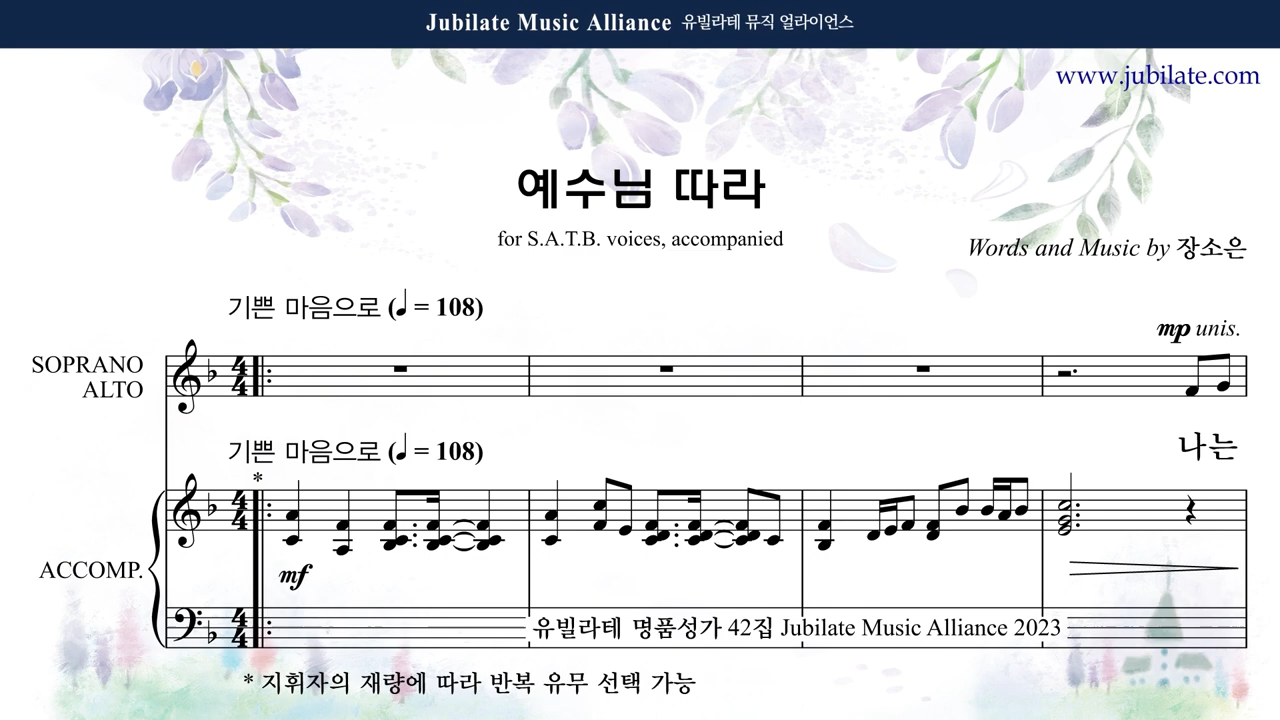 Jubilate Music Alliance 유빌라테 뮤직 얼라이언스
www.jubilate.com
예수님 따라
for S.A.T.B. voices, accompanied
Words and Music by 장소은
기쁜 마음으로 (♩ = 108)
mp unis.
SOPRANO
ALTO
나는
기쁜 마음으로 (♩ = 108)
*
mf
ACCOMP.
유빌라테 명품성가 42집 Jubilate Music Alliance 2023
* 지휘자의 재량에 따라 반복 유무 선택 가능